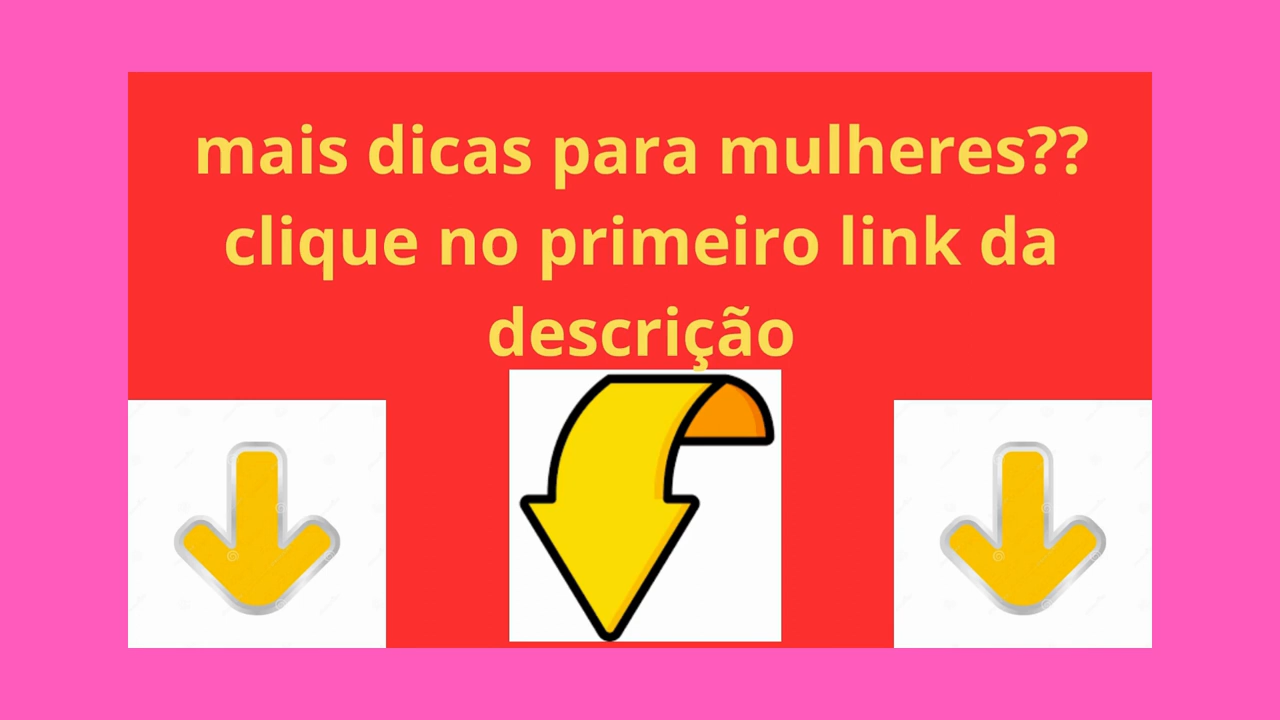 mais dicas para mulheres??
clique no primeiro link da
descrição